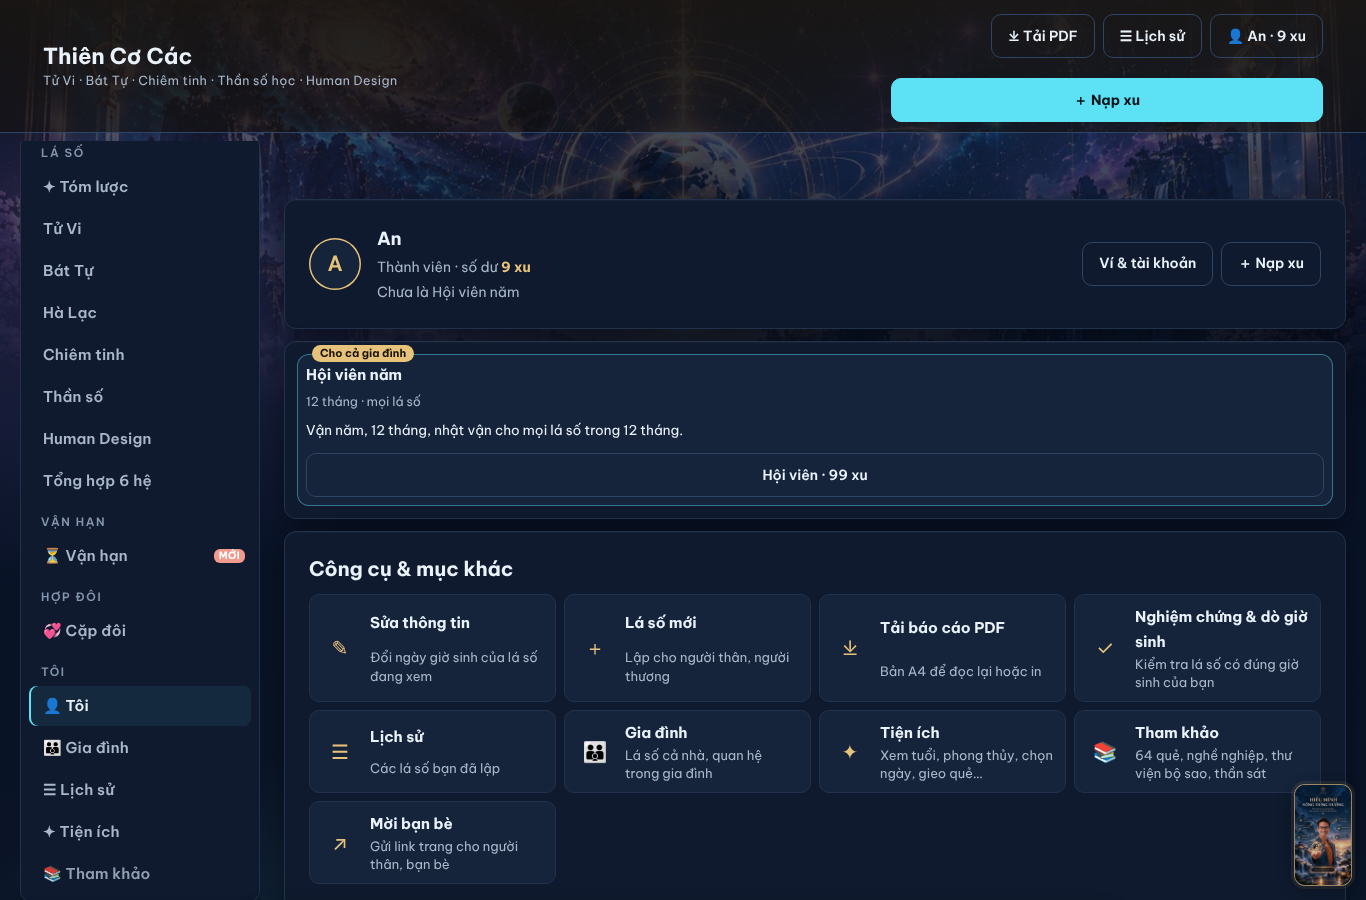 Thiên Cơ Các
Tử Vi · Bát Tự · Chiêm tinh · Thần số học · Human Design
Tải PDF
☰ Lịch sử
An · 9 xu
+ Nạp xu
LÁ SỐ
✦ Tóm lược
Tử Vi
Bát Tự
Hà Lạc
Chiêm tinh
Thần số
Human Design
Tổng hợp 6 hệ
VẬN HẠN
Vận hạn
MỚI
HỢP ĐÔI
Cặp đôi
TÔI
Tôi
Gia đình
☰ Lịch sử
✦ Tiện ích
Tham khảo
A
An
Thành viên · số dư 9 xu
Chưa là Hội viên năm
Ví & tài khoản
+ Nạp xu
Cho cả gia đình
Hội viên năm
12 tháng · mọi lá số
Vận năm, 12 tháng, nhật vận cho mọi lá số trong 12 tháng.
Hội viên · 99 xu
Công cụ & mục khác
Sửa thông tin
Đổi ngày giờ sinh của lá số
đang xem
Lá số mới
Lập cho người thân, người
thương
Tải báo cáo PDF
Bản A4 để đọc lại hoặc in
Nghiệm chứng & dò giờ
sinh
Kiểm tra lá số có đúng giờ
sinh của bạn
Lịch sử
Các lá số bạn đã lập
Gia đình
Lá số cả nhà, quan hệ
trong gia đình
Tiện ích
Xem tuổi, phong thủy, chọn
ngày, gieo quẻ…
Tham khảo
64 quẻ, nghề nghiệp, thư
viện bộ sao, thần sát
Mời bạn bè
Gửi link trang cho người
thân, bạn bè